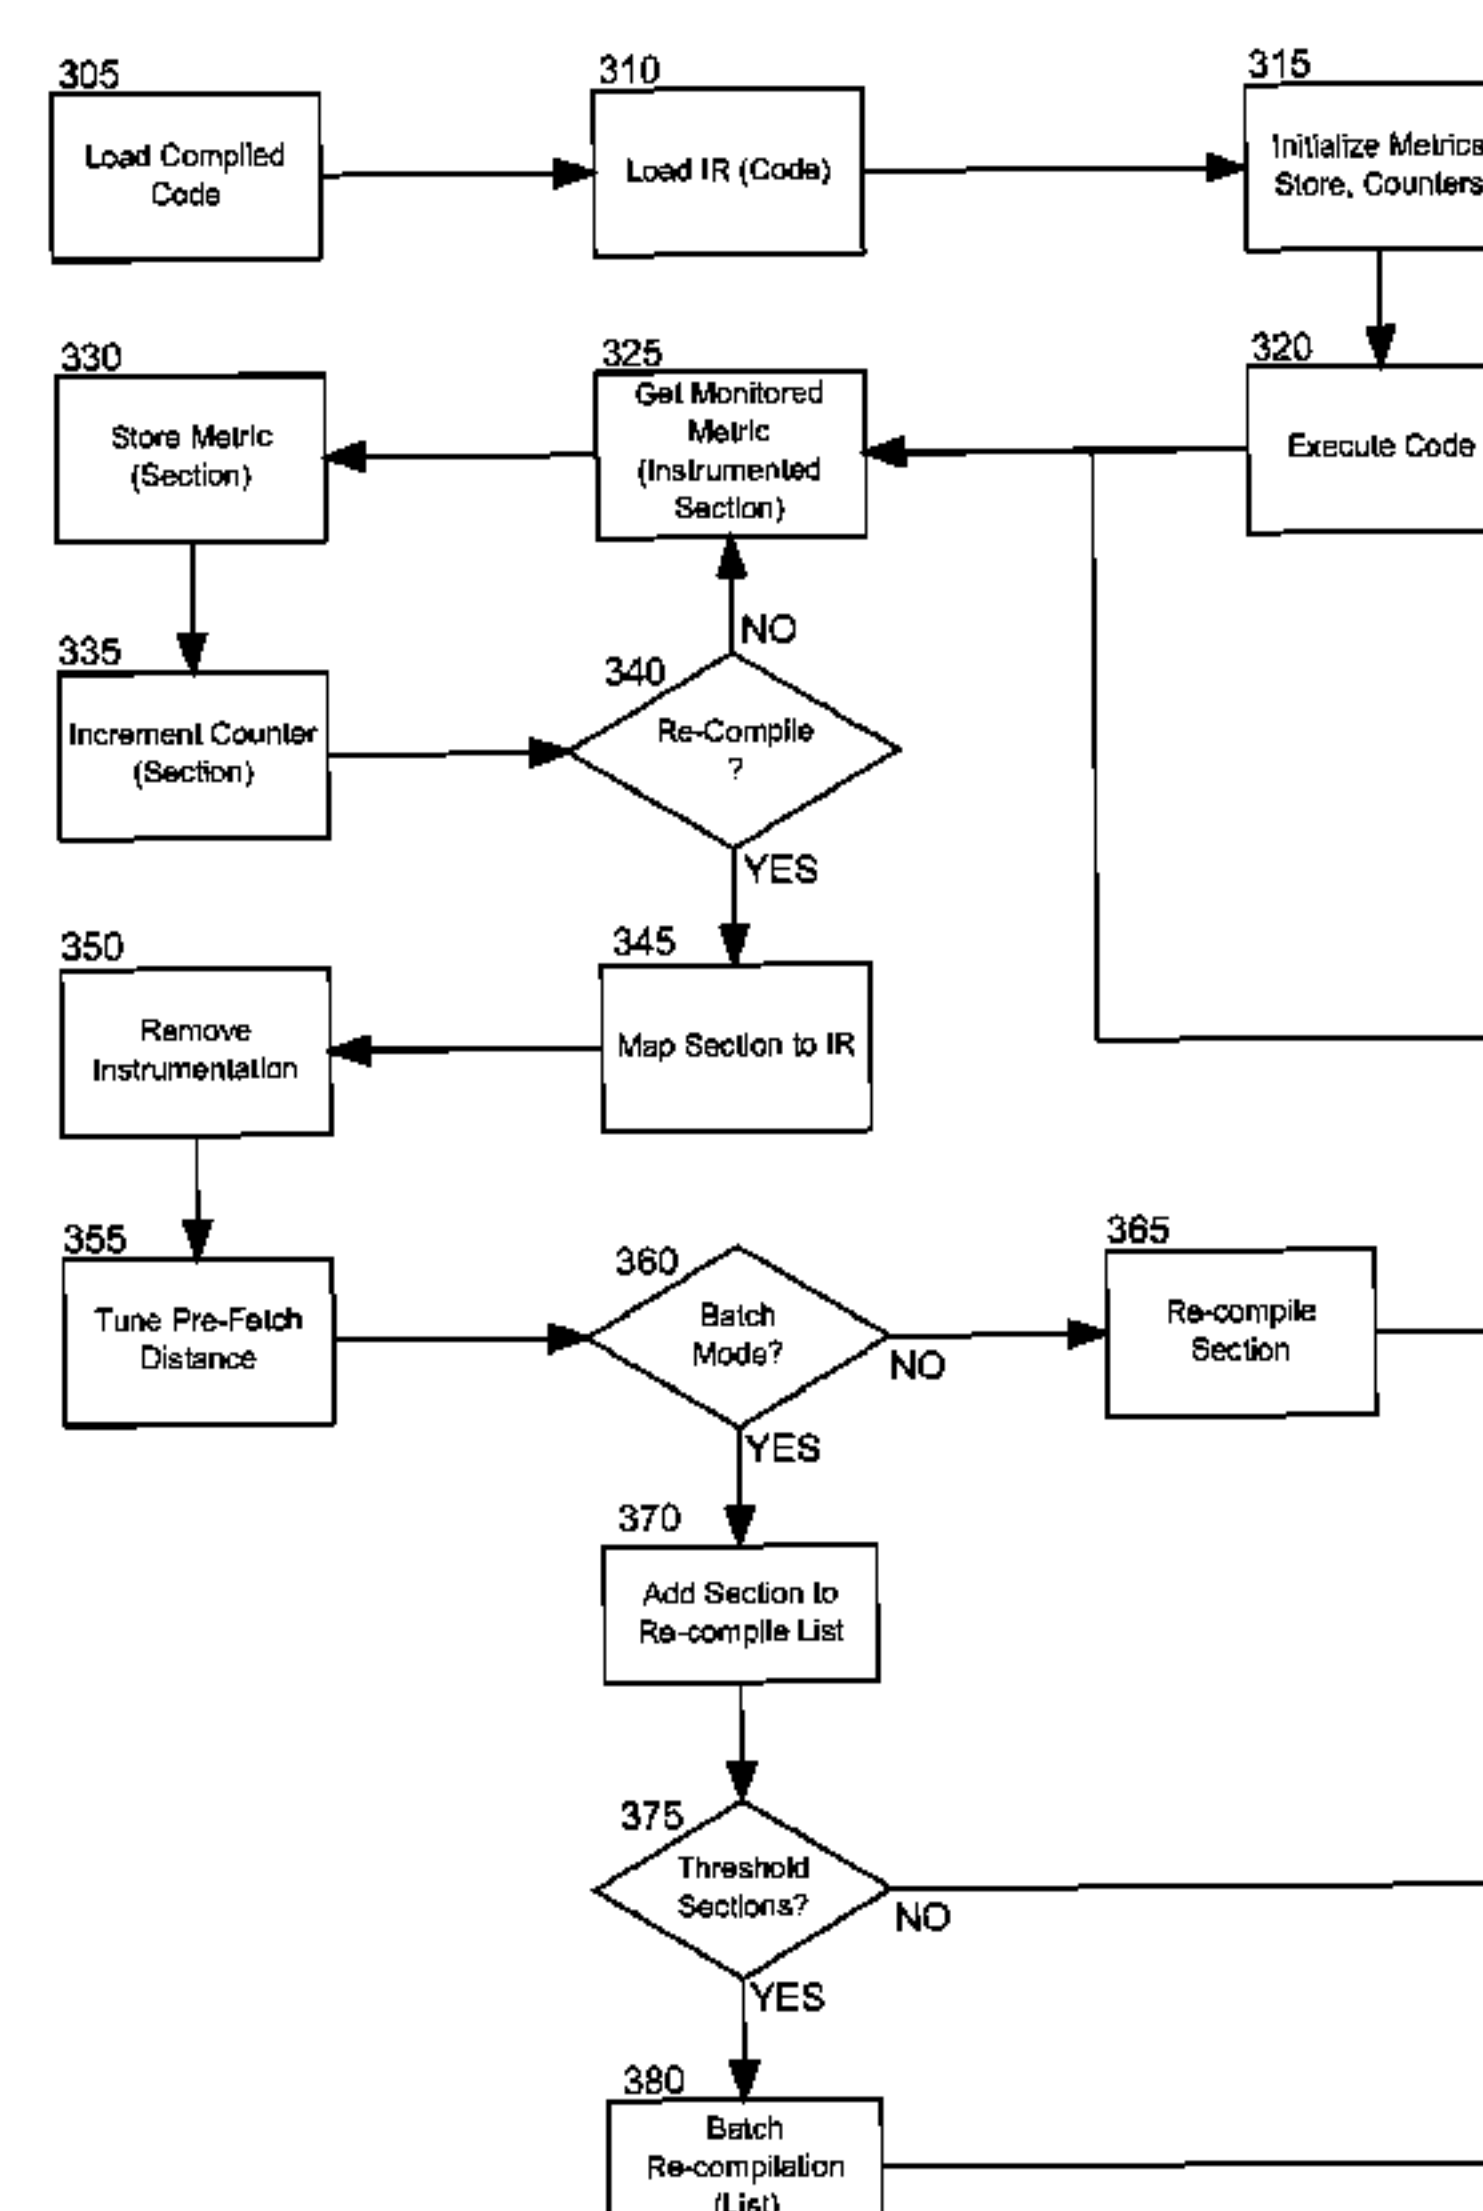 305
Load Compiled
Code
310
Load IR (Code)
315
Initialize Metrics
Store, Counters
330
Store Metric
(Section)
325
Get Monitored
Metric
(Instrumented
Section)
320
Execute Code
NO
335
Increment Counter
(Section)
340
Re-Compile
?
YES
350
Remove
Instrumentation
345
Map Section to IR
355
Tune Pre-Fetch
Distance
360
Batch
Mode?
NO
365
Re-compile
Section
YES
370
Add Section to
Re-compile List
375
Threshold
Sections?
NO
YES
380
Batch
Re-compilation
(List)